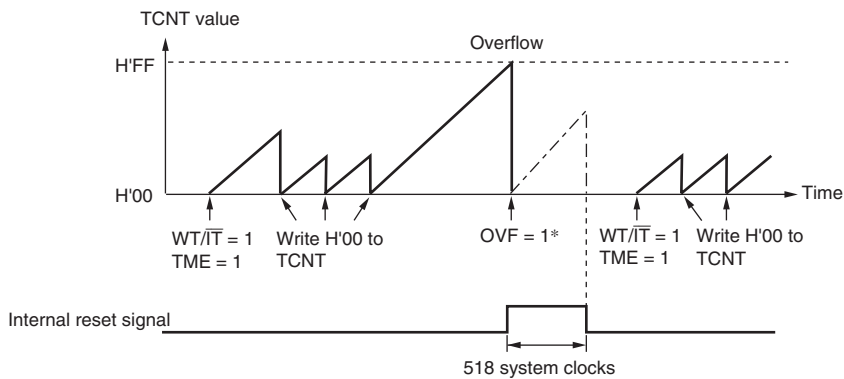 TCNT value
Overflow
H'FF
H'00
Time
WT/IT = 1
TME = 1
Write H'00 to
TCNT
OVF = 1*
WT/IT = 1
TME = 1
Write H'00 to
TCNT
Internal reset signal
518 system clocks